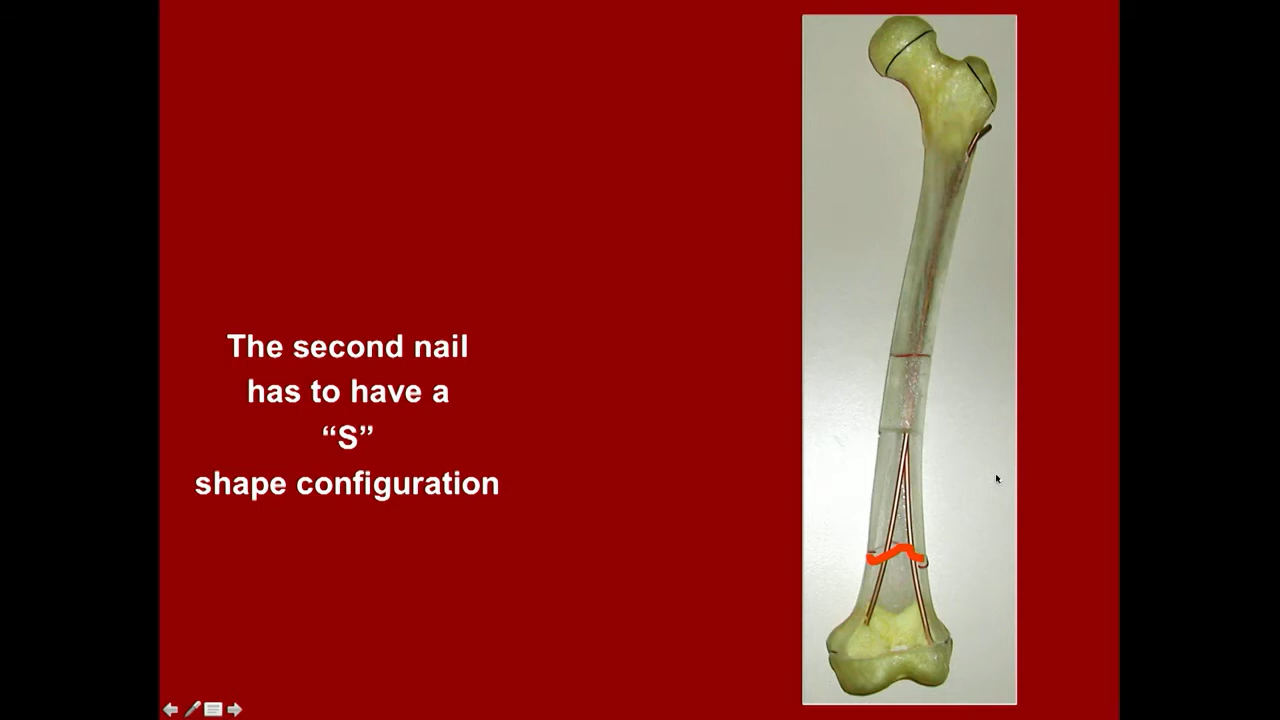 The second nail
has to have a
“S”
shape configuration